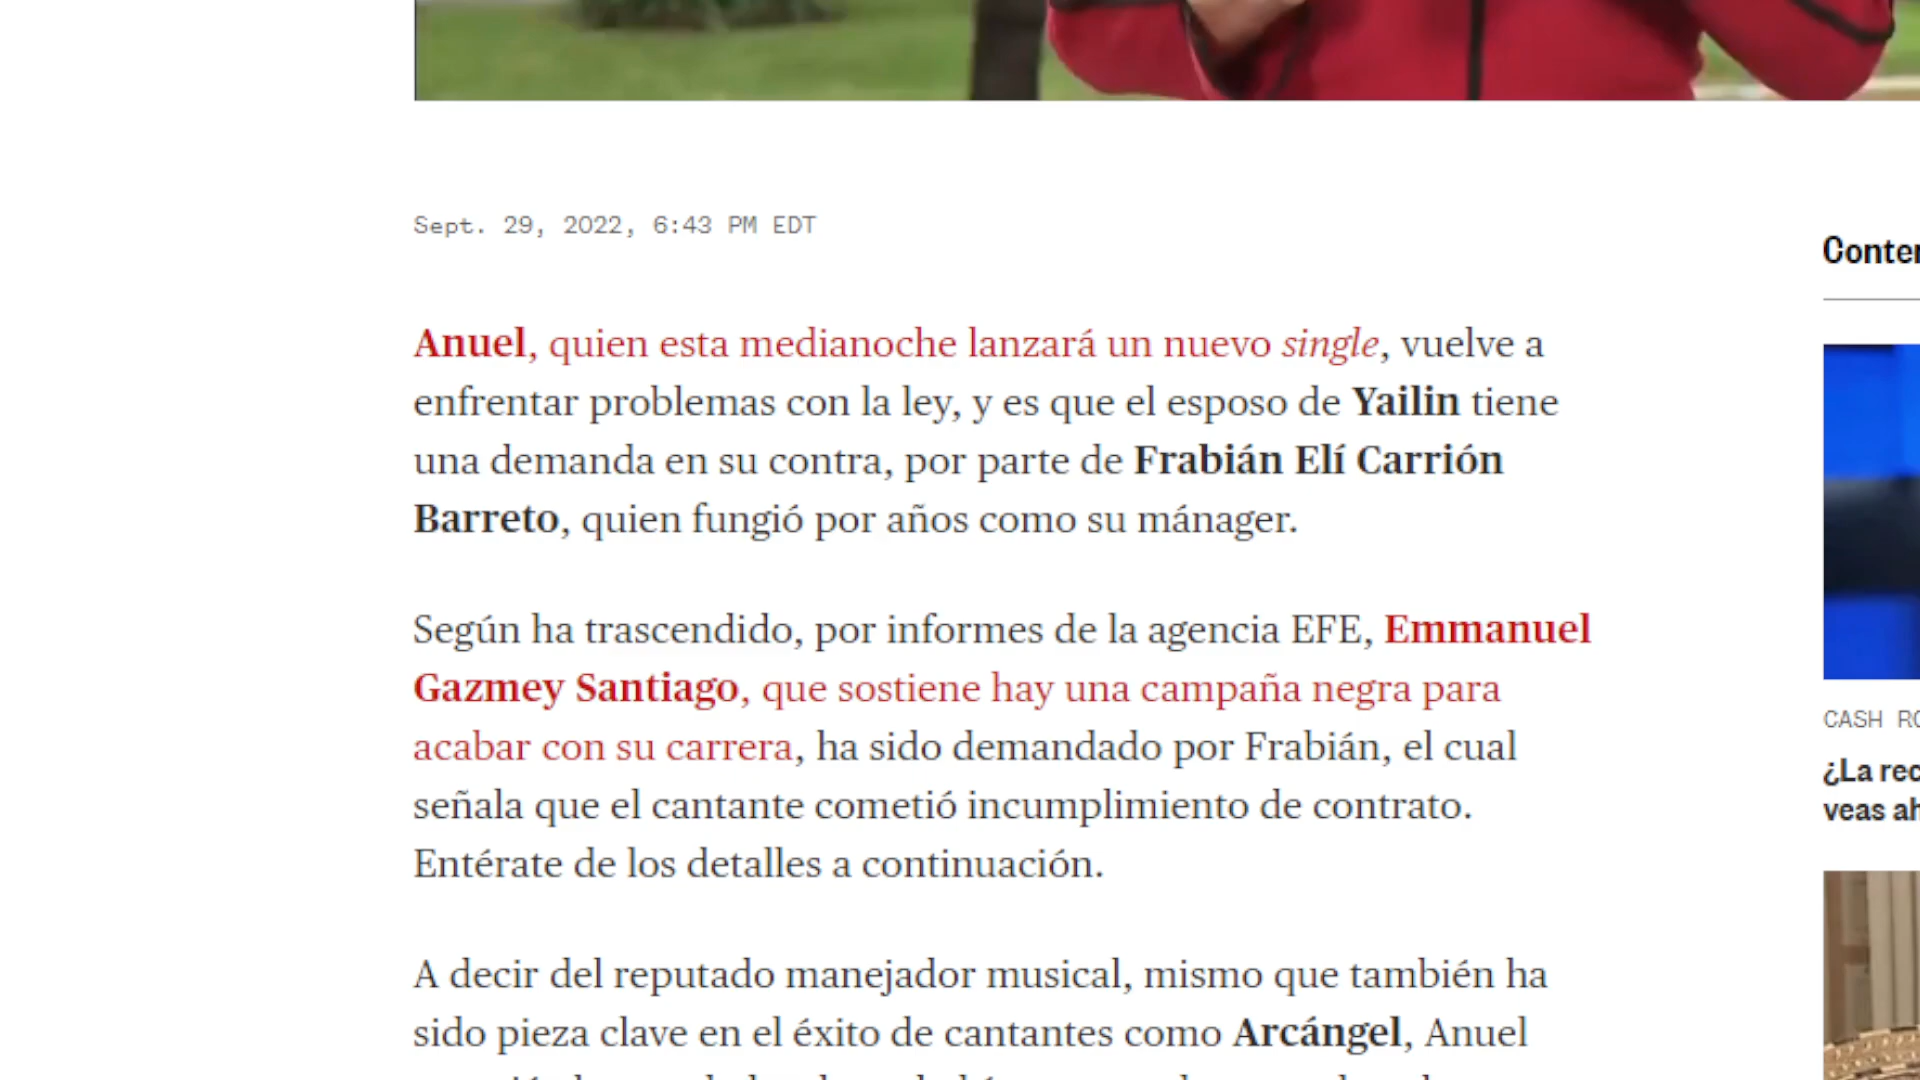 Sept. 29, 2022, 6:43 PM EDT
Anuel, quien esta medianoche lanzará un nuevo single, vuelve a
enfrentar problemas con la ley, y es que el esposo de Yailin tiene
una demanda en su contra, por parte de Frabián Elí Carrión
Barreto, quien fungió por años como su mánager.
Según ha trascendido, por informes de la agencia EFE, Emmanuel
Gazmey Santiago, que sostiene hay una campaña negra para
acabar con su carrera, ha sido demandado por Frabián, el cual
señala que el cantante cometió incumplimiento de contrato.
Entérate de los detalles a continuación.
A decir del reputado manejador musical, mismo que también ha
sido pieza clave en el éxito de cantantes como Arcángel, Anuel
CASH
¿La
veas